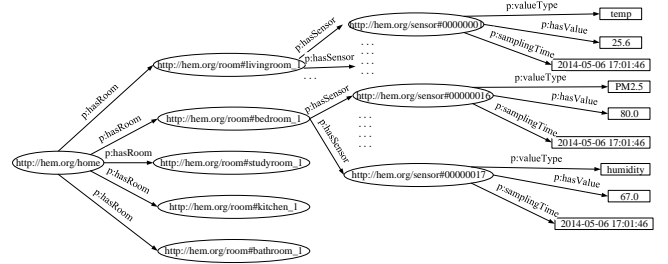 p:valueType
temp
http://hem.org/sensor#00000001
p:hasValue
25.6
p:samplingTime
2014-05-06 17:01:46
p:hasSensor
http://hem.org/room#livingroom_1
p:hasSensor
. . .
. . .
. . .
p:hasRoom
p:valueType
PM2.5
http://hem.org/sensor#00000016
p:hasValue
80.0
p:samplingTime
2014-05-06 17:01:46
p:hasSensor
p:hasRoom
http://hem.org/room#bedroom_1
. . .
. . .
. . .
p:hasSensor
http://hem.org/home
p:hasRoom
http://hem.org/room#studyroom_1
p:valueType
humidity
http://hem.org/sensor#00000017
p:hasValue
67.0
p:samplingTime
2014-05-06 17:01:46
p:hasRoom
http://hem.org/room#kitchen_1
p:hasRoom
http://hem.org/room#bathroom_1